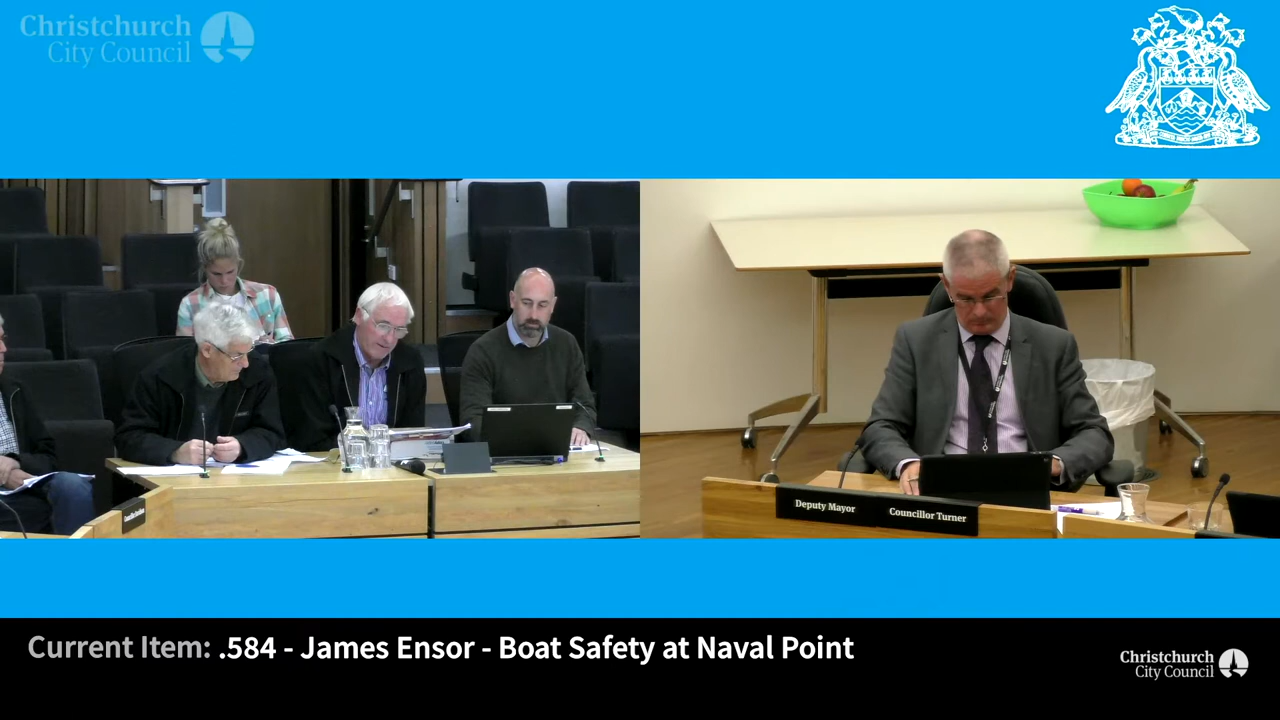 Christchurch
City Council
Deputy Mayor
Councillor Turner
Current Item: .584 - James Ensor - Boat Safety at Naval Point
Christchurch
City Council